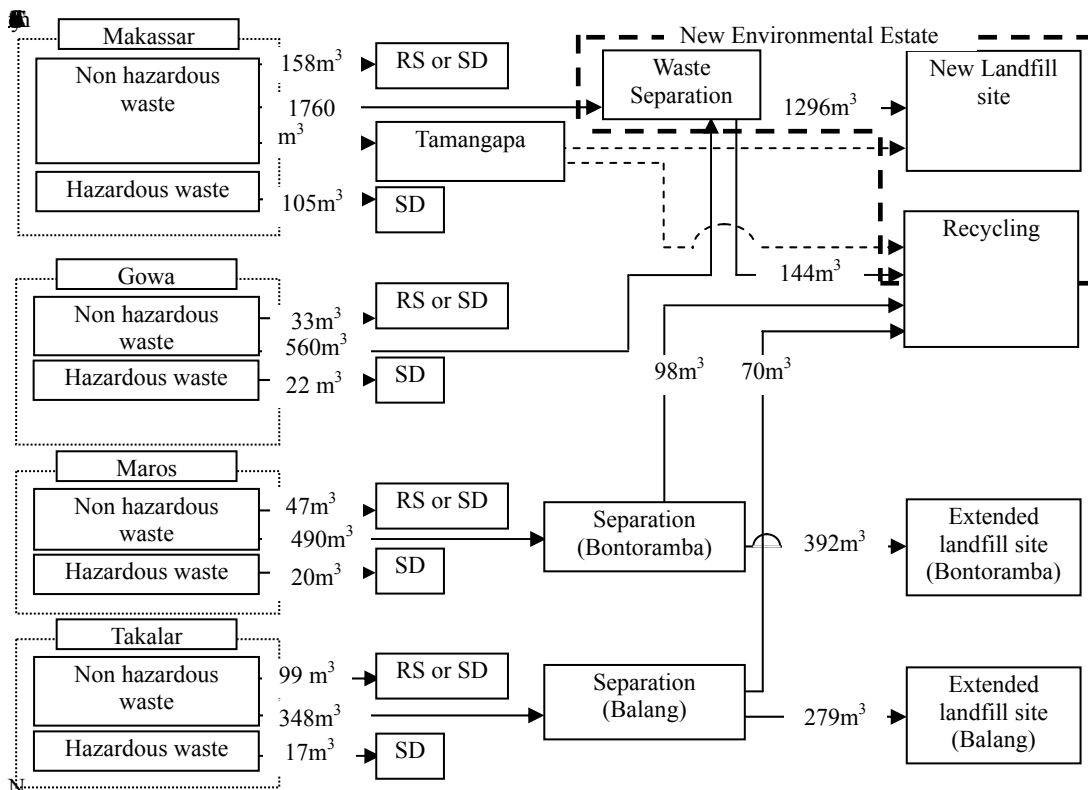 New Environmental Estate
Makassar
Non hazardous
waste
Hazardous waste
158m³
1760
m³
105m³
RS or SD
Tamangapa
SD
Waste
Separation
1296m³
New Landfill
site
Recycling
144m³
Gowa
Non hazardous
waste
Hazardous waste
33m³
560m³
22 m³
RS or SD
SD
98m³
70m³
Maros
Non hazardous
waste
Hazardous waste
47m³
490m³
20m³
RS or SD
SD
Separation
(Bontoramba)
392m³
Extended
landfill site
(Bontoramba)
Takalar
Non hazardous
waste
Hazardous waste
99 m³
348m³
17m³
RS or SD
SD
Separation
(Balang)
279m³
Extended
landfill site
(Balang)
N